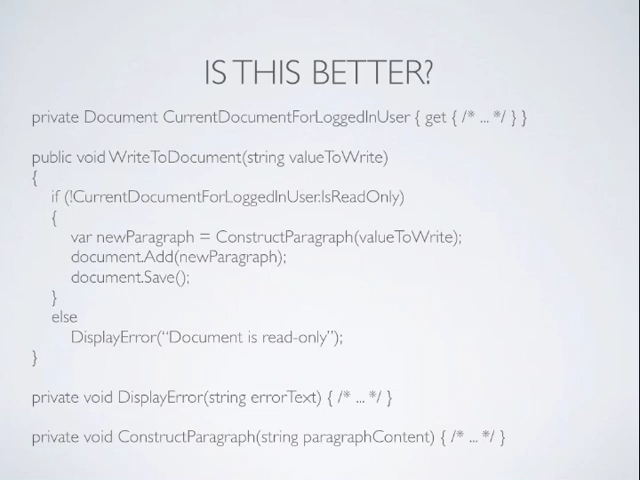 IS THIS BETTER?
private Document CurrentDocumentForLoggedInUser { get { /* ... */ } }
public void WriteToDocument(string valueToWrite)
{
if (!CurrentDocumentForLoggedInUser.IsReadOnly)
{
var newParagraph = ConstructParagraph(valueToWrite);
document.Add(newParagraph);
document.Save();
}
else
DisplayError(“Document is read-only”);
}
private void DisplayError(string errorText) { /* ... */ }
private void ConstructParagraph(string paragraphContent) { /* ... */ }